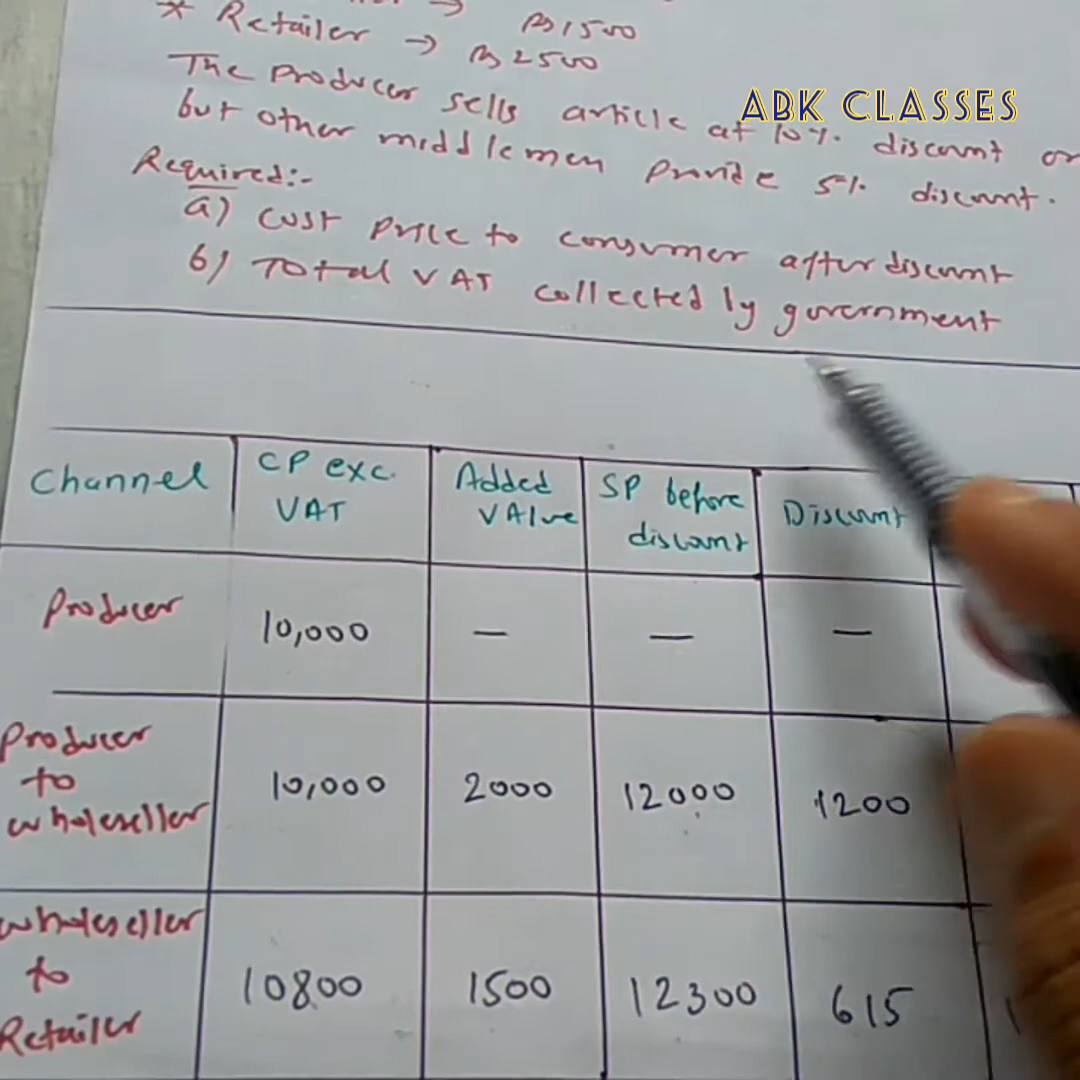 → Rs 1500
* Retailer → Rs 2500
ABK CLASSES
The producer sells article at 10% discount
but other middlemen provide 5% discount.
Required:-
a) cost price to consumer after discount
b) Total VAT collected by government
Channel
CP exc. VAT
Added VAlue
SP before discount
Discount
Producer 10,000 — — —
Producer to wholeseller 10,000 2000 12000 1200
wholeseller to Retailer 10800 1500 12300 615